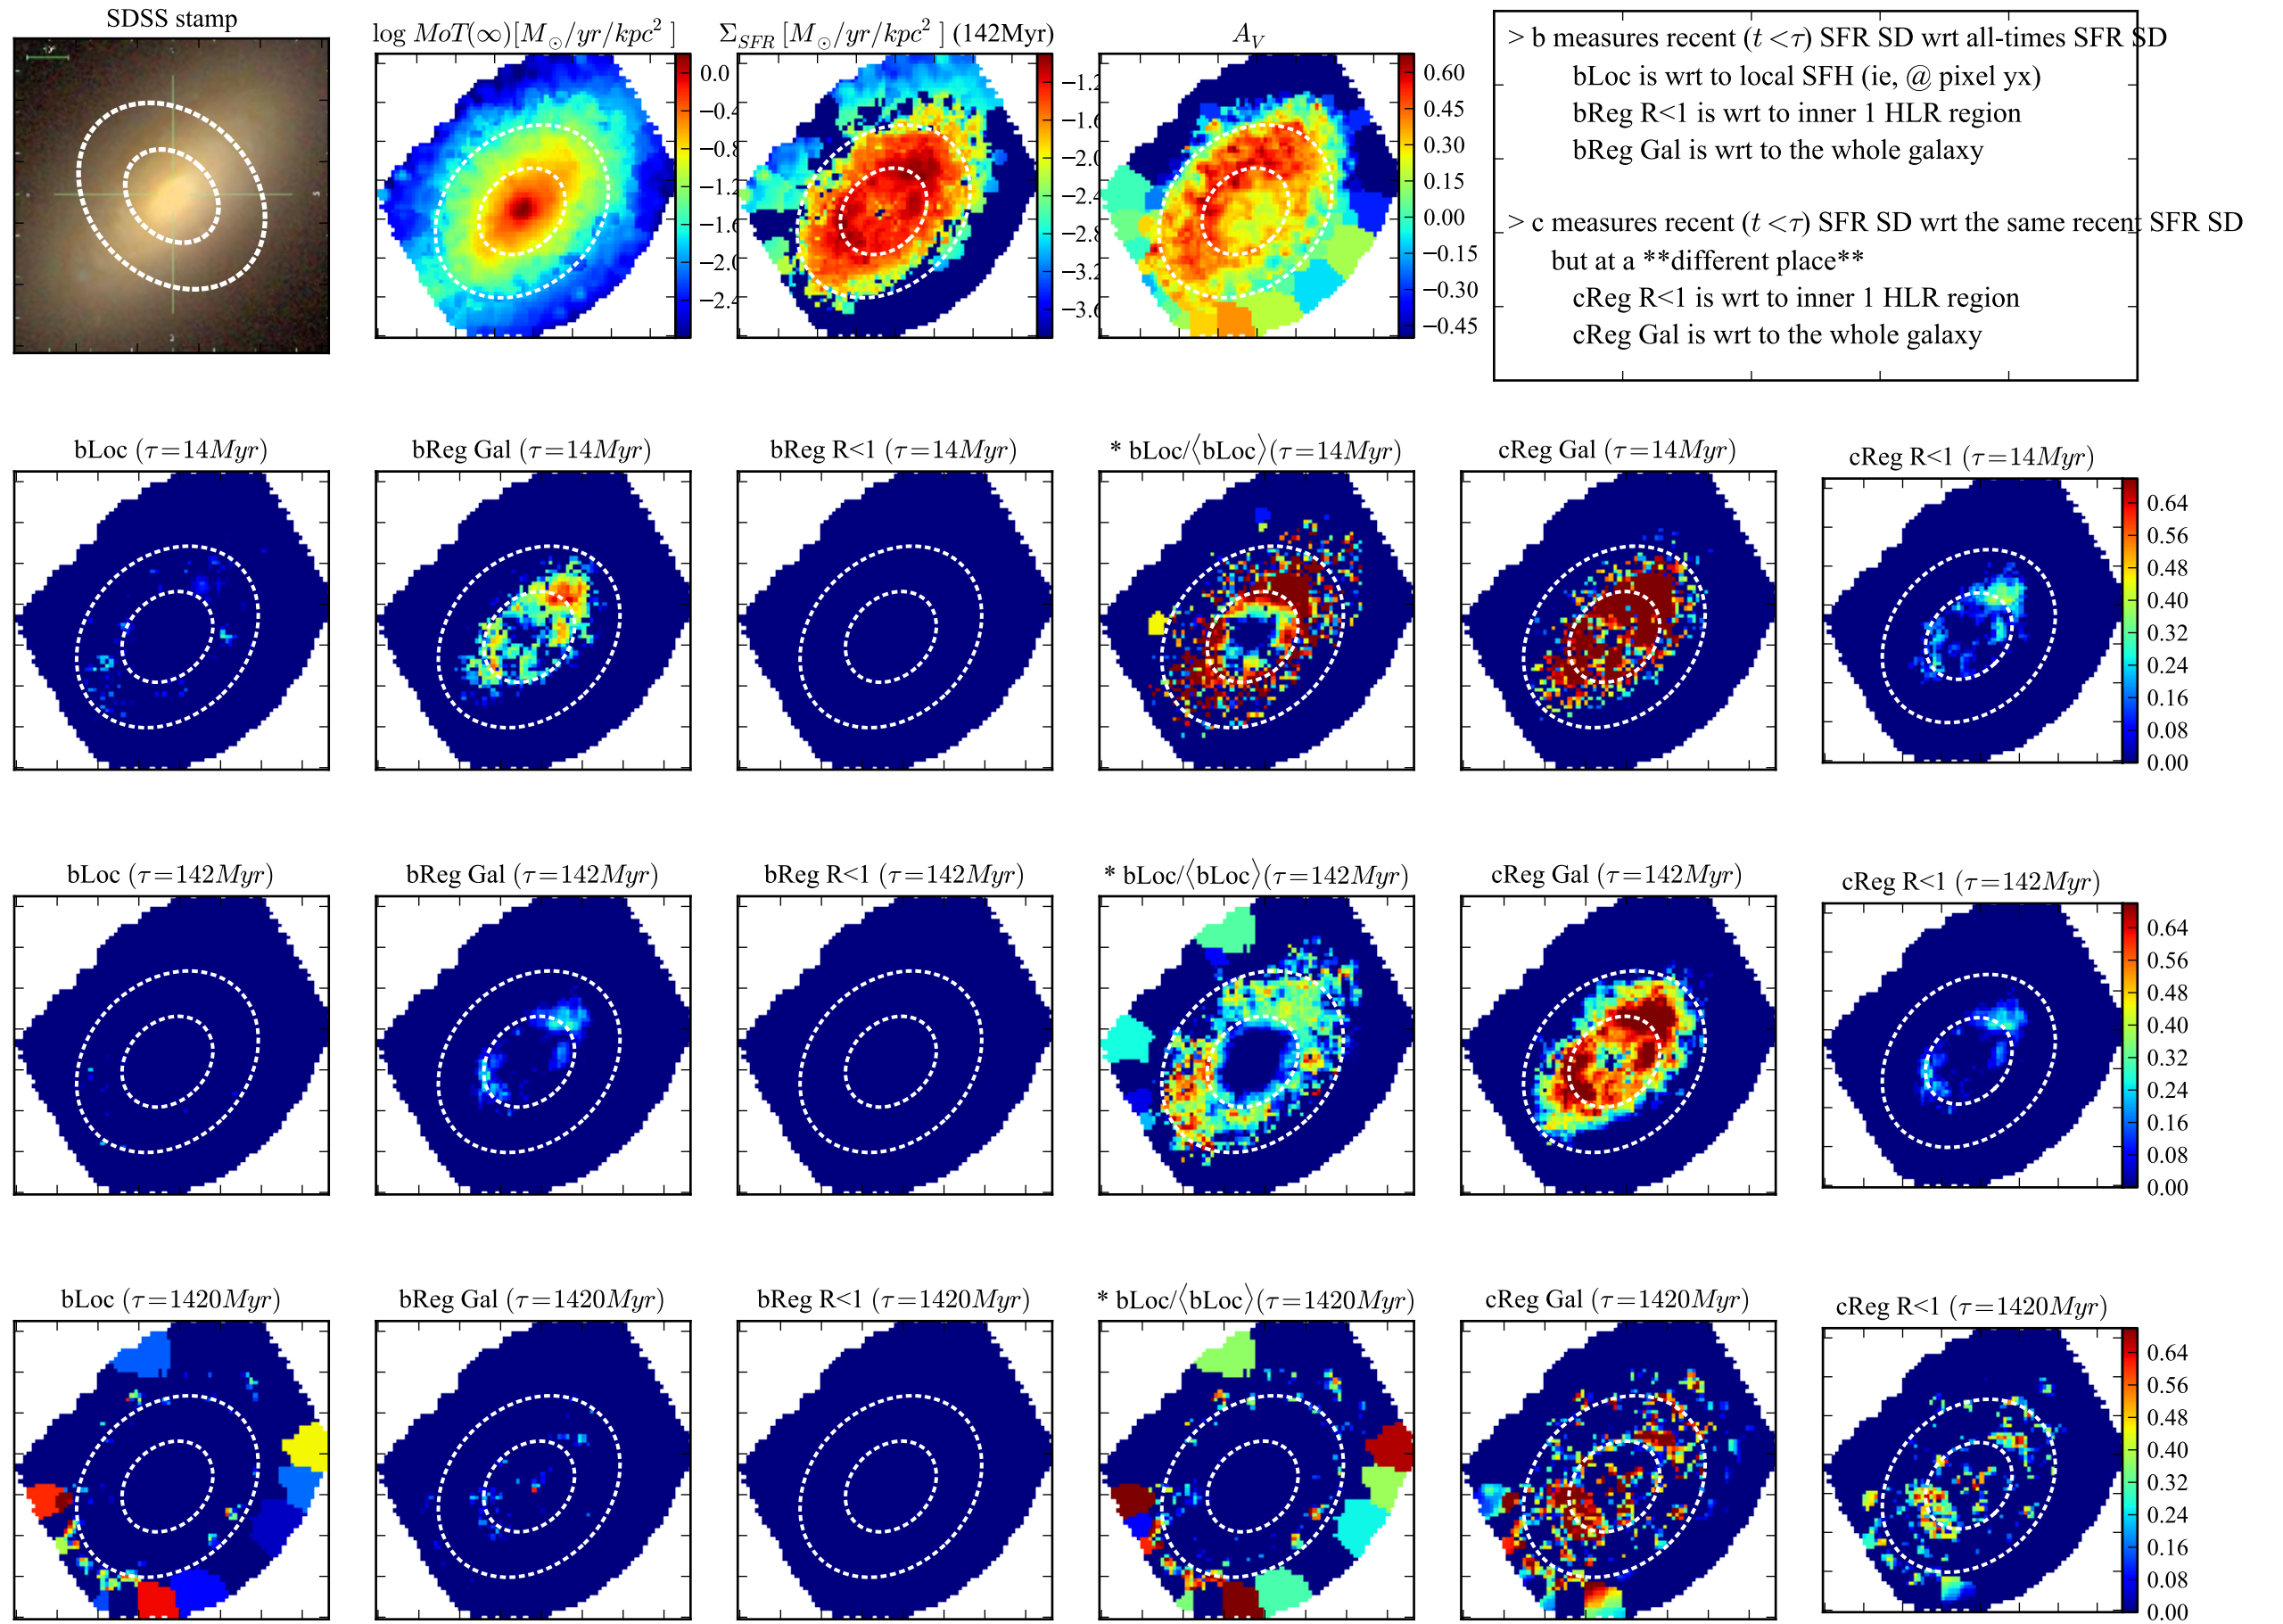 SDSS stamp
log MoT(∞)[M⊙/yr/kpc² ]
Σ_SFR [M⊙/yr/kpc² ] (142Myr)
A_V
0.0
−0.4
−0.8
−1.2
−1.6
−2.0
−2.4
−1.2
−1.6
−2.0
−2.4
−2.8
−3.2
−3.6
0.60
0.45
0.30
0.15
0.00
−0.15
−0.30
−0.45
> b measures recent (t <τ) SFR SD wrt all-times SFR SD
bLoc is wrt to local SFH (ie, @ pixel yx)
bReg R<1 is wrt to inner 1 HLR region
bReg Gal is wrt to the whole galaxy
> c measures recent (t <τ) SFR SD wrt the same recent SFR SD
but at a **different place**
cReg R<1 is wrt to inner 1 HLR region
cReg Gal is wrt to the whole galaxy
bLoc (τ=14Myr)
bReg Gal (τ=14Myr)
bReg R<1 (τ=14Myr)
* bLoc/⟨bLoc⟩(τ=14Myr)
cReg Gal (τ=14Myr)
cReg R<1 (τ=14Myr)
0.64
0.56
0.48
0.40
0.32
0.24
0.16
0.08
0.00
bLoc (τ=142Myr)
bReg Gal (τ=142Myr)
bReg R<1 (τ=142Myr)
* bLoc/⟨bLoc⟩(τ=142Myr)
cReg Gal (τ=142Myr)
cReg R<1 (τ=142Myr)
0.64
0.56
0.48
0.40
0.32
0.24
0.16
0.08
0.00
bLoc (τ=1420Myr)
bReg Gal (τ=1420Myr)
bReg R<1 (τ=1420Myr)
* bLoc/⟨bLoc⟩(τ=1420Myr)
cReg Gal (τ=1420Myr)
cReg R<1 (τ=1420Myr)
0.64
0.56
0.48
0.40
0.32
0.24
0.16
0.08
0.00